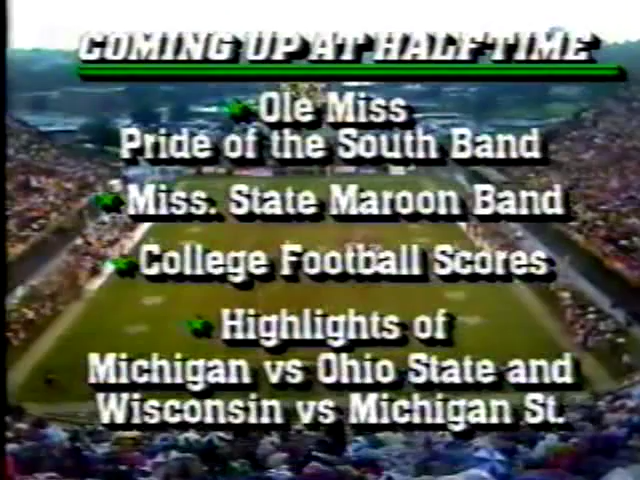 COMING UP AT HALFTIME
Ole Miss
Pride of the South Band
Miss. State Maroon Band
College Football Scores
Highlights of
Michigan vs Ohio State and
Wisconsin vs Michigan St.